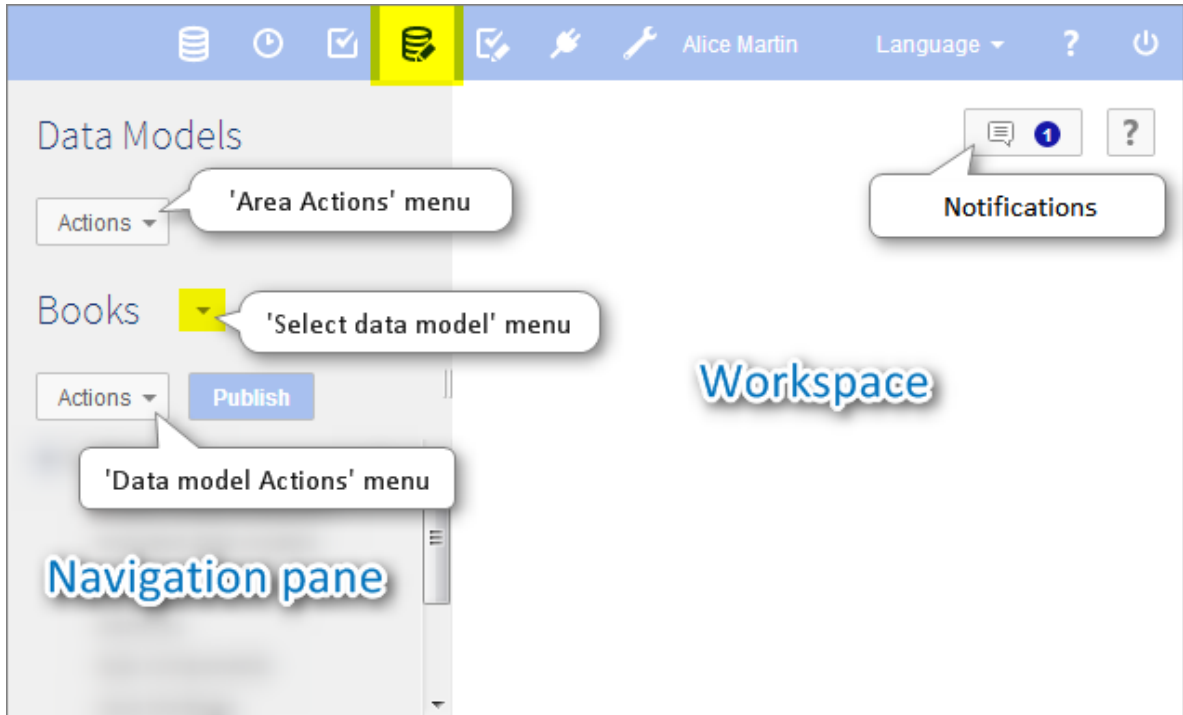 Alice Martin Language ?
Data Models
1 ?
Actions 'Area Actions' menu
Notifications
Books 'Select data model' menu
Actions Publish
Workspace
'Data model Actions' menu
Navigation pane